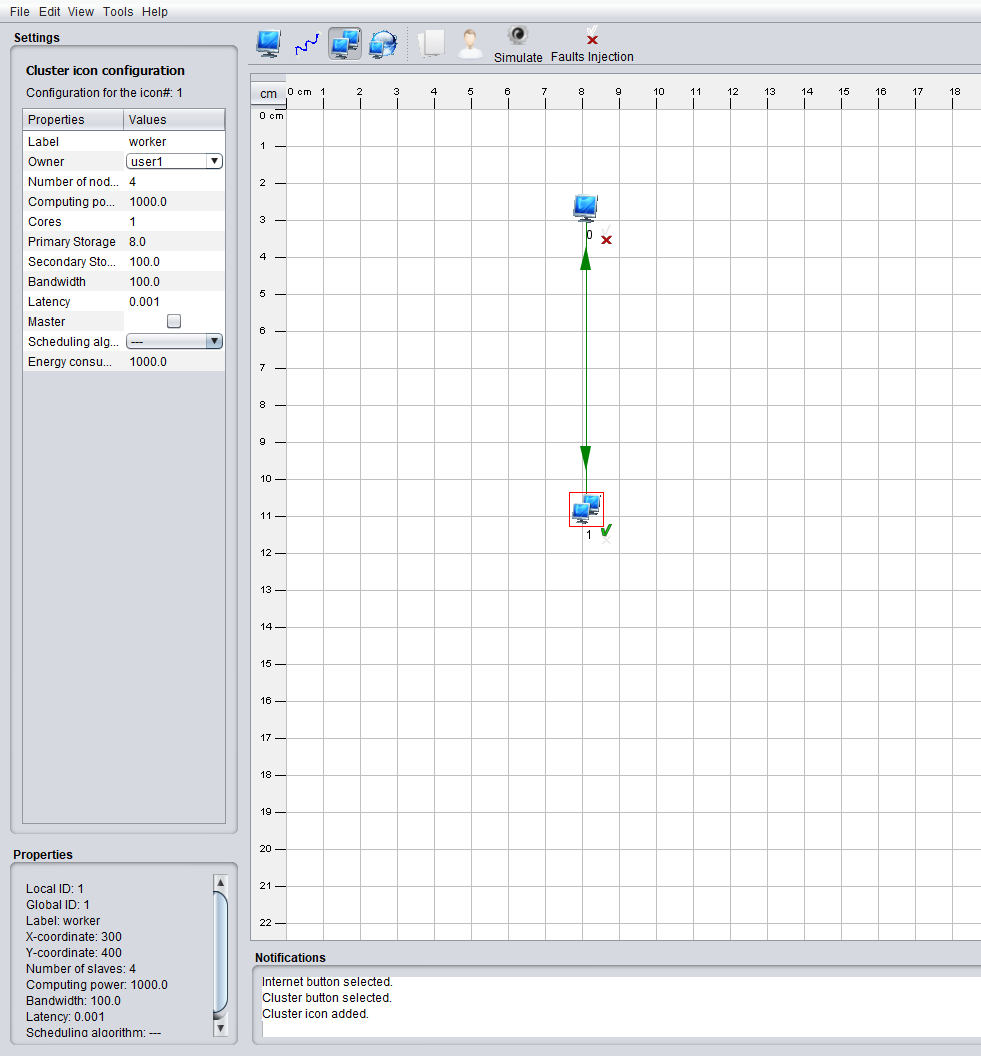 File Edit View Tools Help
Settings
Cluster icon configuration
Configuration for the icon#: 1
Properties Values
Label worker
Owner user1
Number of nod... 4
Computing po... 1000.0
Cores 1
Primary Storage 8.0
Secondary Sto... 100.0
Bandwidth 100.0
Latency 0.001
Master
Scheduling alg... ---
Energy consu... 1000.0
Properties
Local ID: 1
Global ID: 1
Label: worker
X-coordinate: 300
Y-coordinate: 400
Number of slaves: 4
Computing power: 1000.0
Bandwidth: 100.0
Latency: 0.001
Scheduling algorithm: ---
Simulate Faults Injection
cm 0 cm 1 2 3 4 5 6 7 8 9 10 11 12 13 14 15 16 17 18
0 cm
1
2
3
0
4
5
6
7
8
9
10
11
1
12
13
14
15
16
17
18
19
20
21
22
Notifications
Internet button selected.
Cluster button selected.
Cluster icon added.